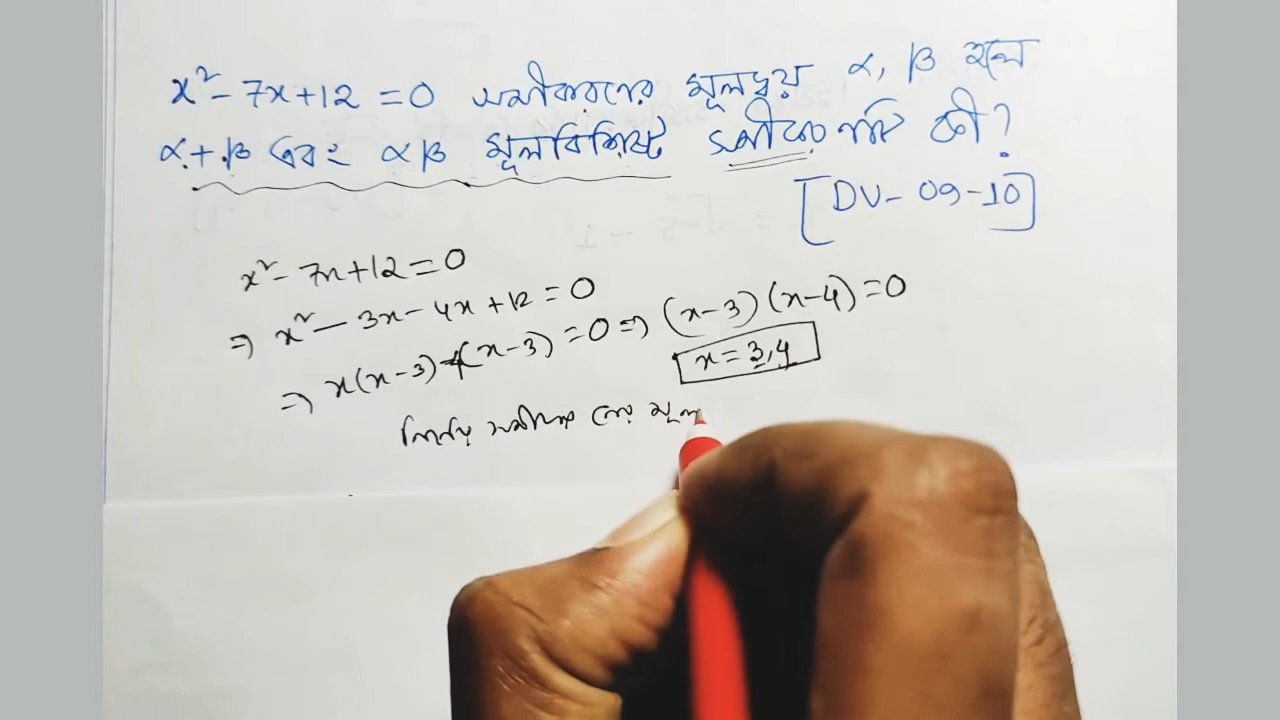 x² - 7x + 12 = 0 সমীকরণের মূলদ্বয় α, β হলে
α + β এবং αβ মূলবিশিষ্ট সমীকরণটি কী?
[DU - 09-10]
x² - 7x + 12 = 0
⇒ x² - 3x - 4x + 12 = 0
⇒ x(x-3) -4(x-3) = 0 ⇒ (x-3)(x-4) = 0
x = 3,4
নির্ণেয় সমীকরণের মূল